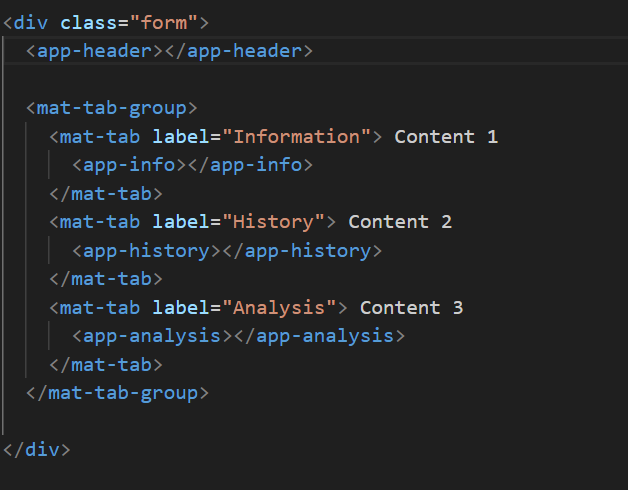 <div class="form">
<app-header></app-header>
<mat-tab-group>
<mat-tab label="Information"> Content 1
<app-info></app-info>
</mat-tab>
<mat-tab label="History"> Content 2
<app-history></app-history>
</mat-tab>
<mat-tab label="Analysis"> Content 3
<app-analysis></app-analysis>
</mat-tab>
</mat-tab-group>
</div>